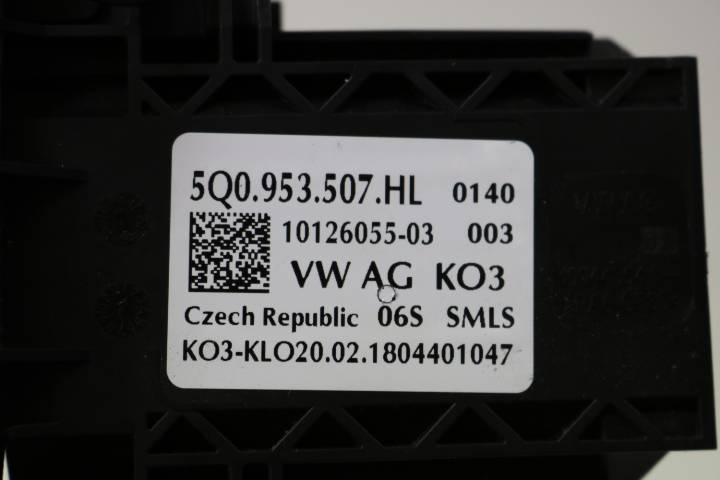 5Q0.953.507.HL 0140
10126055-03 003
VW AG KO3
Czech Republic 06S SMLS
KO3-KLO20.02.1804401047